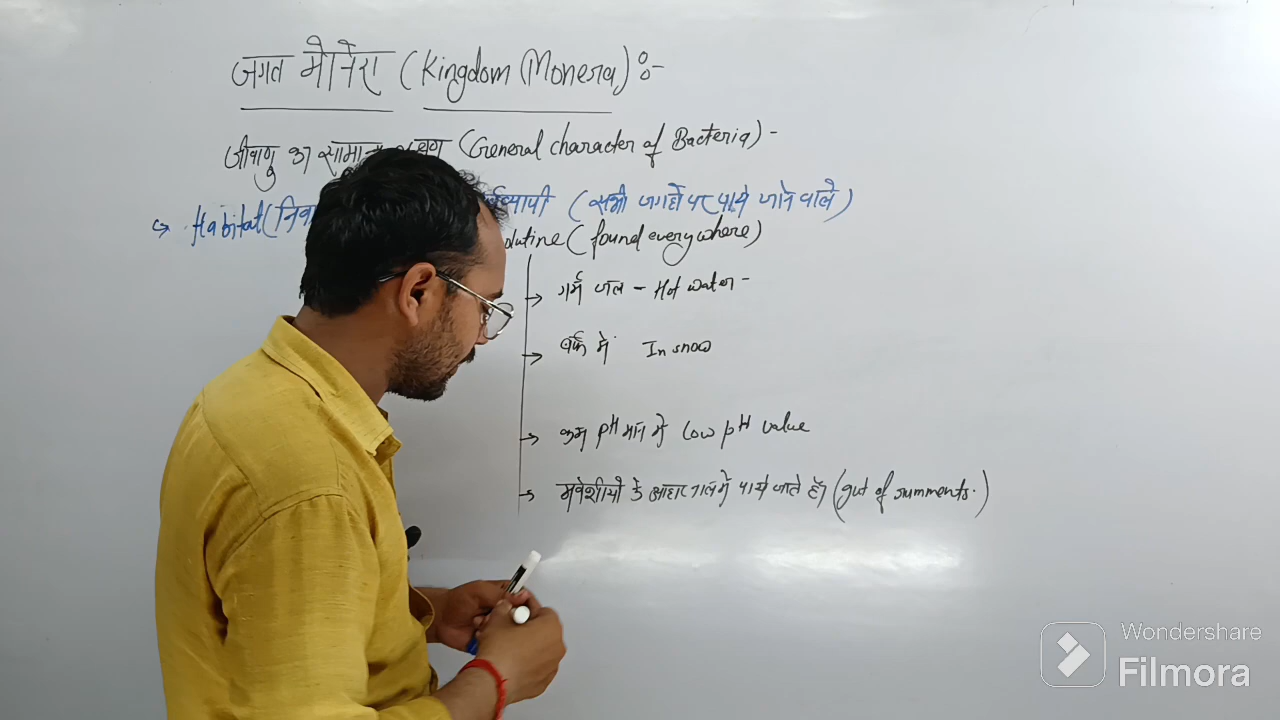 जगत मोनेरा (Kingdom Monera) :-
जीवाणु का (General character of Bacteria) -
↳ Habitat ( (सभी जगहों पर पाये जाने वाले)
(found everywhere)
→ गर्म जल - Hot water -
→ बर्फ में In snow
→ कम pH मान में Low pH value
→ मवेशीयो के आहार नाल में पाये जाते हैं। (gut of rumments.)
Wondershare
Filmora